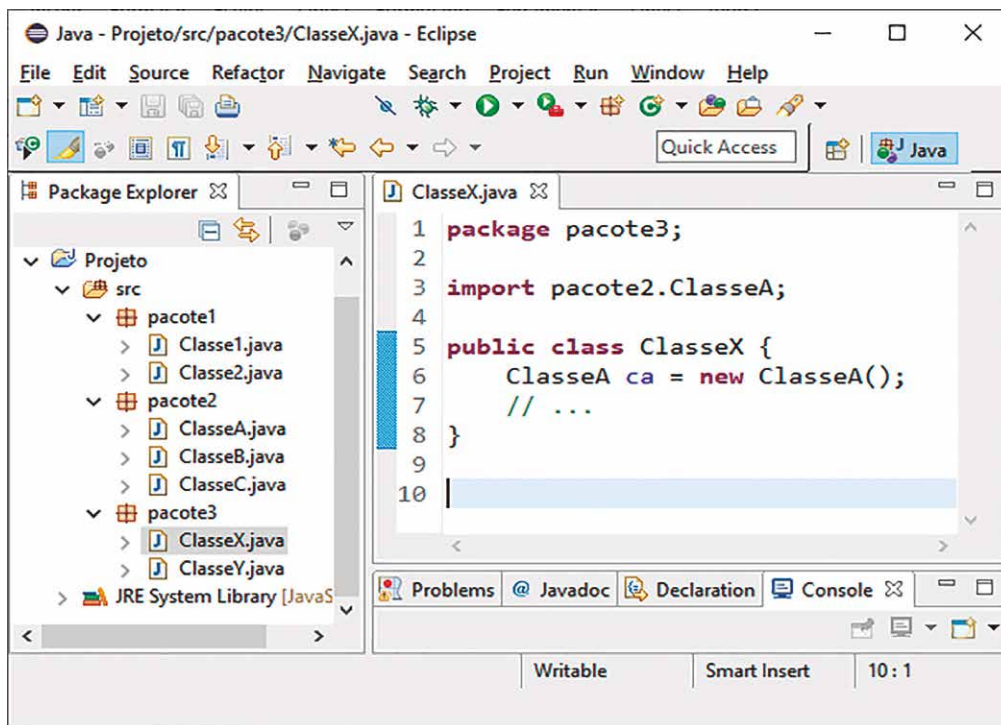 Java - Projeto/src/pacote3/ClasseX.java - Eclipse
File Edit Source Refactor Navigate Search Project Run Window Help
Quick Access
Java
Package Explorer
Projeto
src
pacote1
Classe1.java
Classe2.java
pacote2
ClasseA.java
ClasseB.java
ClasseC.java
pacote3
ClasseX.java
ClasseY.java
JRE System Library [JavaS
ClasseX.java
1 package pacote3;
2
3 import pacote2.ClasseA;
4
5 public class ClasseX {
6 ClasseA ca = new ClasseA();
7 // ...
8 }
9
10
Problems @ Javadoc Declaration Console
Writable Smart Insert 10 : 1